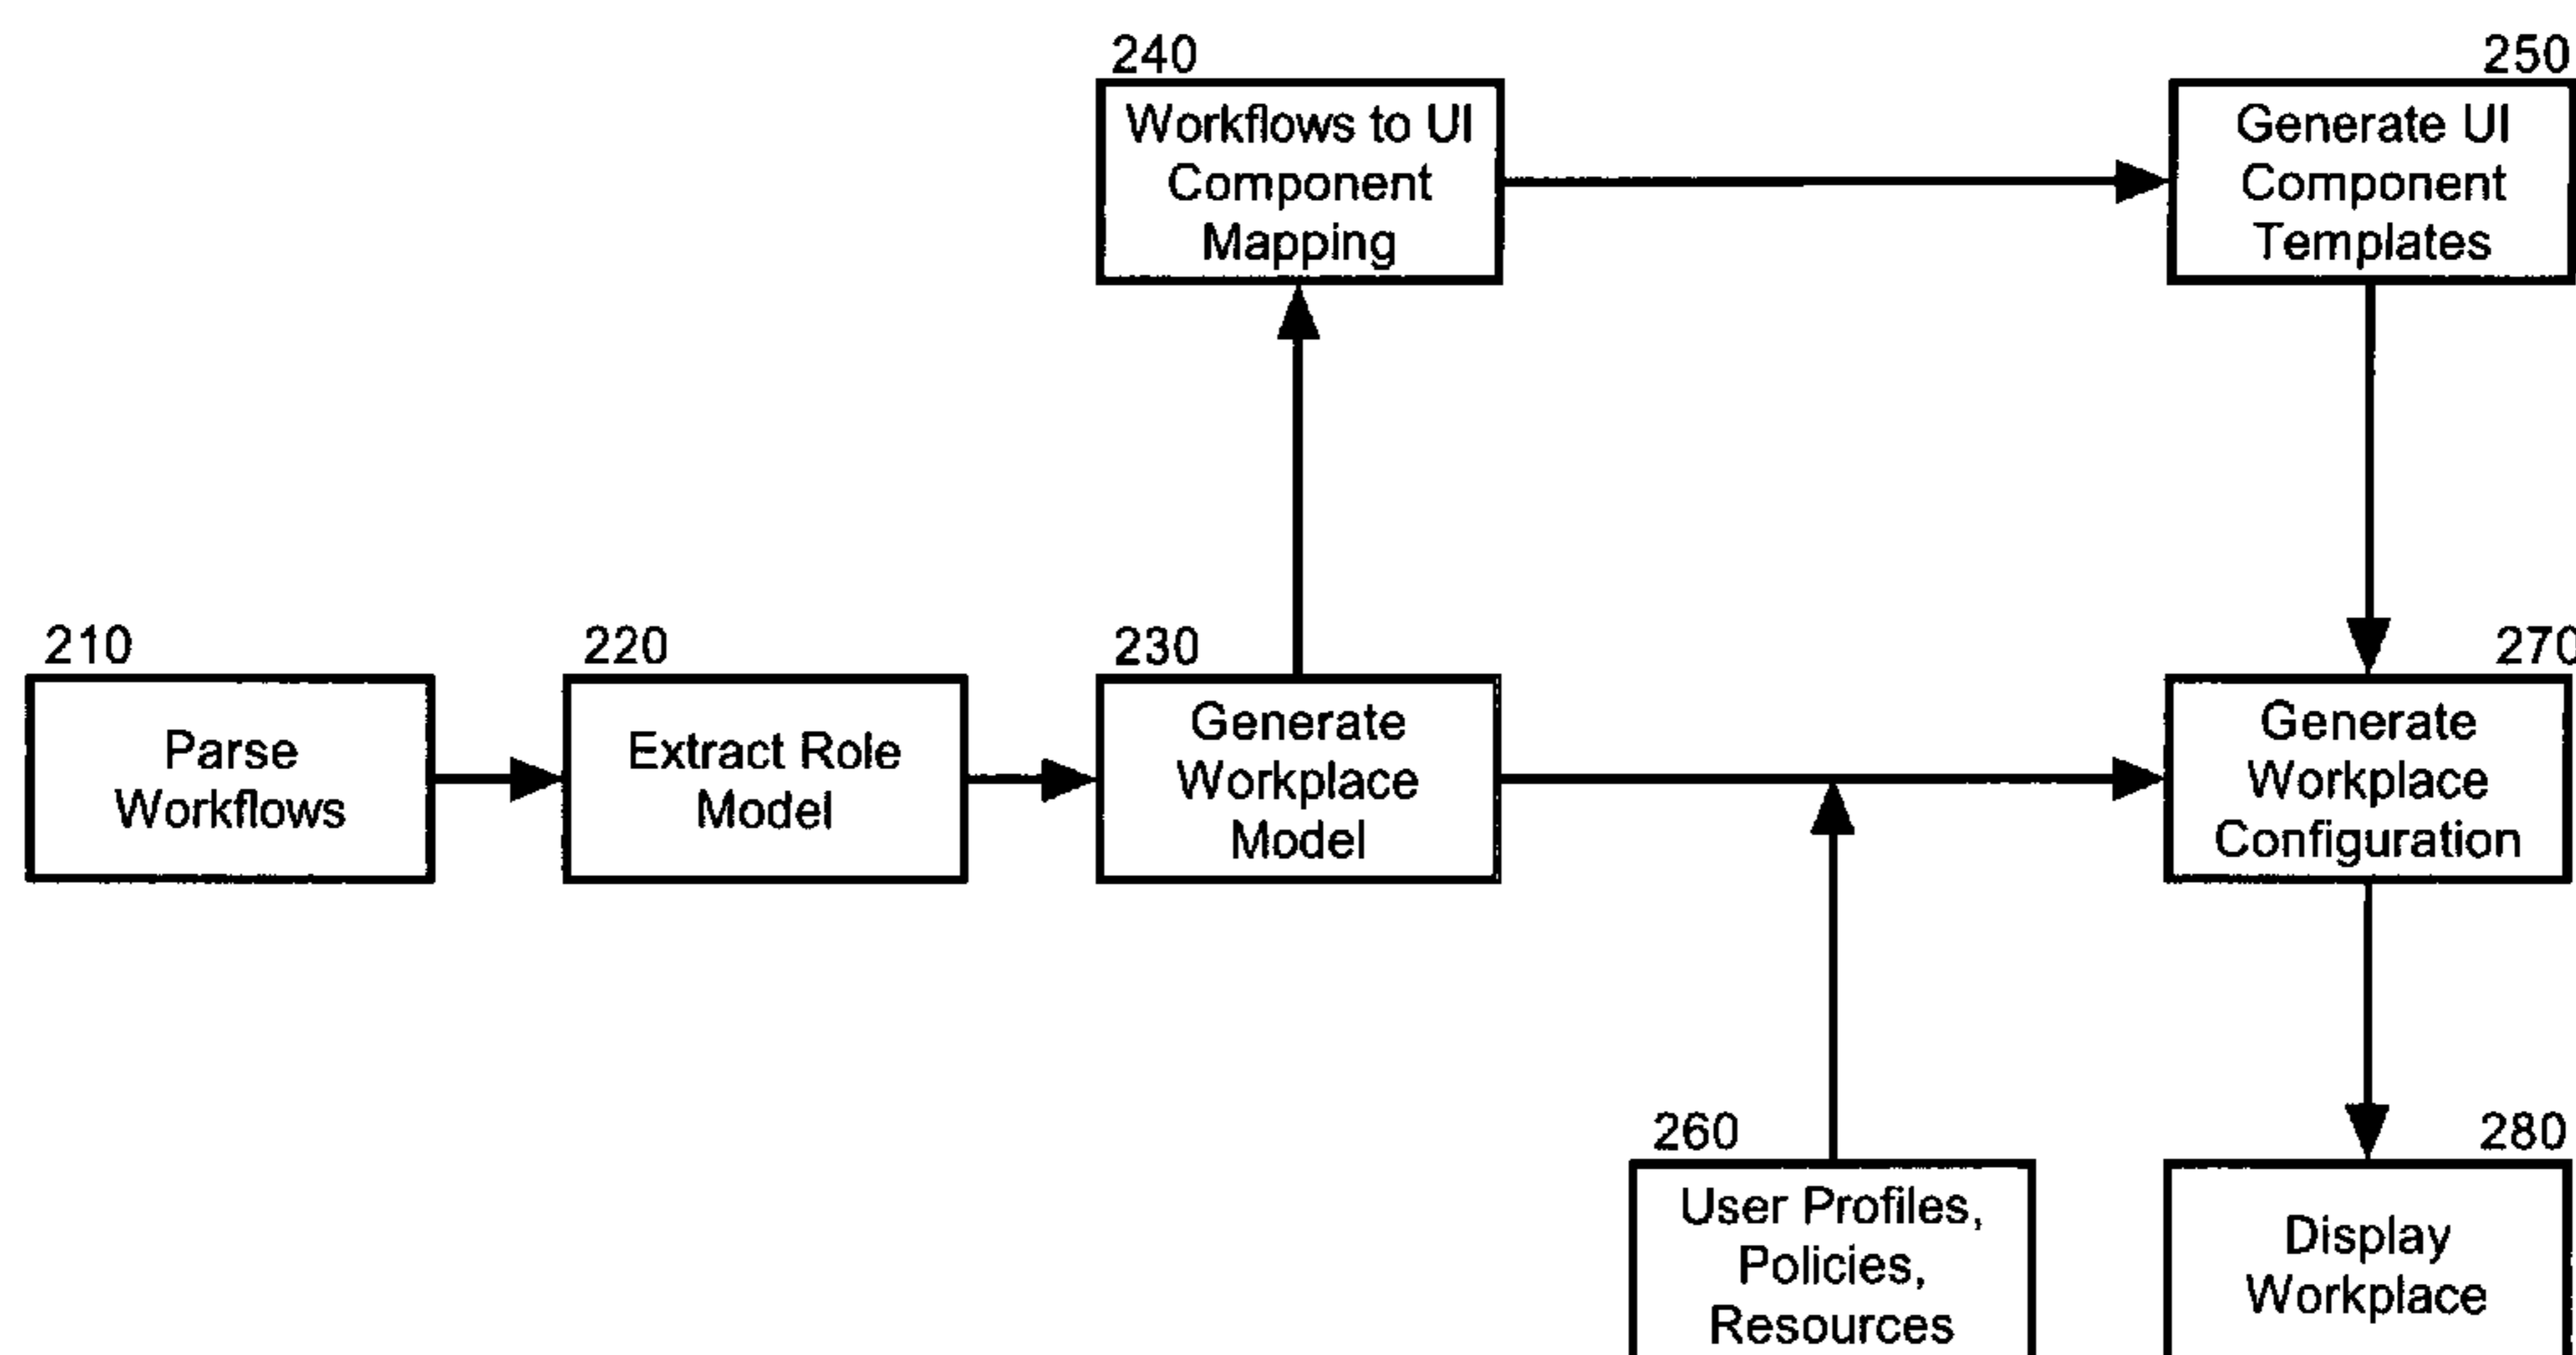 240
Workflows to UI
Component
Mapping
250
Generate UI
Component
Templates
210
Parse
Workflows
220
Extract Role
Model
230
Generate
Workplace
Model
270
Generate
Workplace
Configuration
260
User Profiles,
Policies,
Resources
280
Display
Workplace